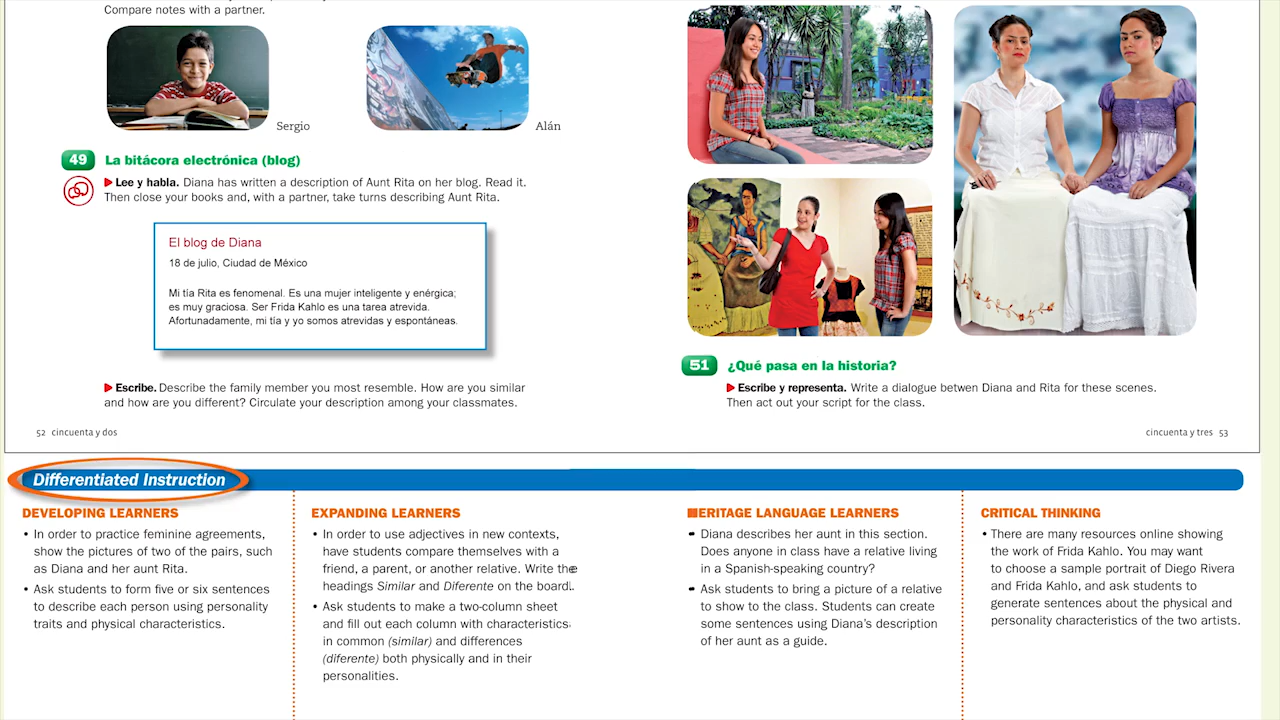 Compare notes with a partner.
Sergio
Alán
49 La bitácora electrónica (blog)
Lee y habla. Diana has written a description of Aunt Rita on her blog. Read it.
Then close your books and, with a partner, take turns describing Aunt Rita.
El blog de Diana
18 de julio, Ciudad de México
Mi tía Rita es fenomenal. Es una mujer inteligente y enérgica;
es muy graciosa. Ser Frida Kahlo es una tarea atrevida.
Afortunadamente, mi tía y yo somos atrevidas y espontáneas.
Escribe. Describe the family member you most resemble. How are you similar
and how are you different? Circulate your description among your classmates.
52 cincuenta y dos
51 ¿Qué pasa en la historia?
Escribe y representa. Write a dialogue betwen Diana and Rita for these scenes.
Then act out your script for the class.
cincuenta y tres 53
Differentiated Instruction
DEVELOPING LEARNERS
• In order to practice feminine agreements,
show the pictures of two of the pairs, such
as Diana and her aunt Rita.
• Ask students to form five or six sentences
to describe each person using personality
traits and physical characteristics.
EXPANDING LEARNERS
• In order to use adjectives in new contexts,
have students compare themselves with a
friend, a parent, or another relative. Write the
headings Similar and Diferente on the board.
• Ask students to make a two-column sheet
and fill out each column with characteristics
in common (similar) and differences
(diferente) both physically and in their
personalities.
HERITAGE LANGUAGE LEARNERS
• Diana describes her aunt in this section.
Does anyone in class have a relative living
in a Spanish-speaking country?
• Ask students to bring a picture of a relative
to show to the class. Students can create
some sentences using Diana's description
of her aunt as a guide.
CRITICAL THINKING
• There are many resources online showing
the work of Frida Kahlo. You may want
to choose a sample portrait of Diego Rivera
and Frida Kahlo, and ask students to
generate sentences about the physical and
personality characteristics of the two artists.